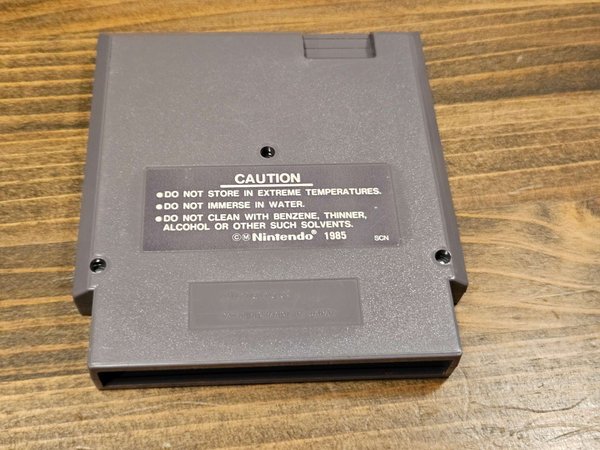 CAUTION
●DO NOT STORE IN EXTREME TEMPERATURES.
●DO NOT IMMERSE IN WATER.
●DO NOT CLEAN WITH BENZENE, THINNER,
ALCOHOL OR OTHER SUCH SOLVENTS.
©Ⓜ Nintendo® 1985 SCN